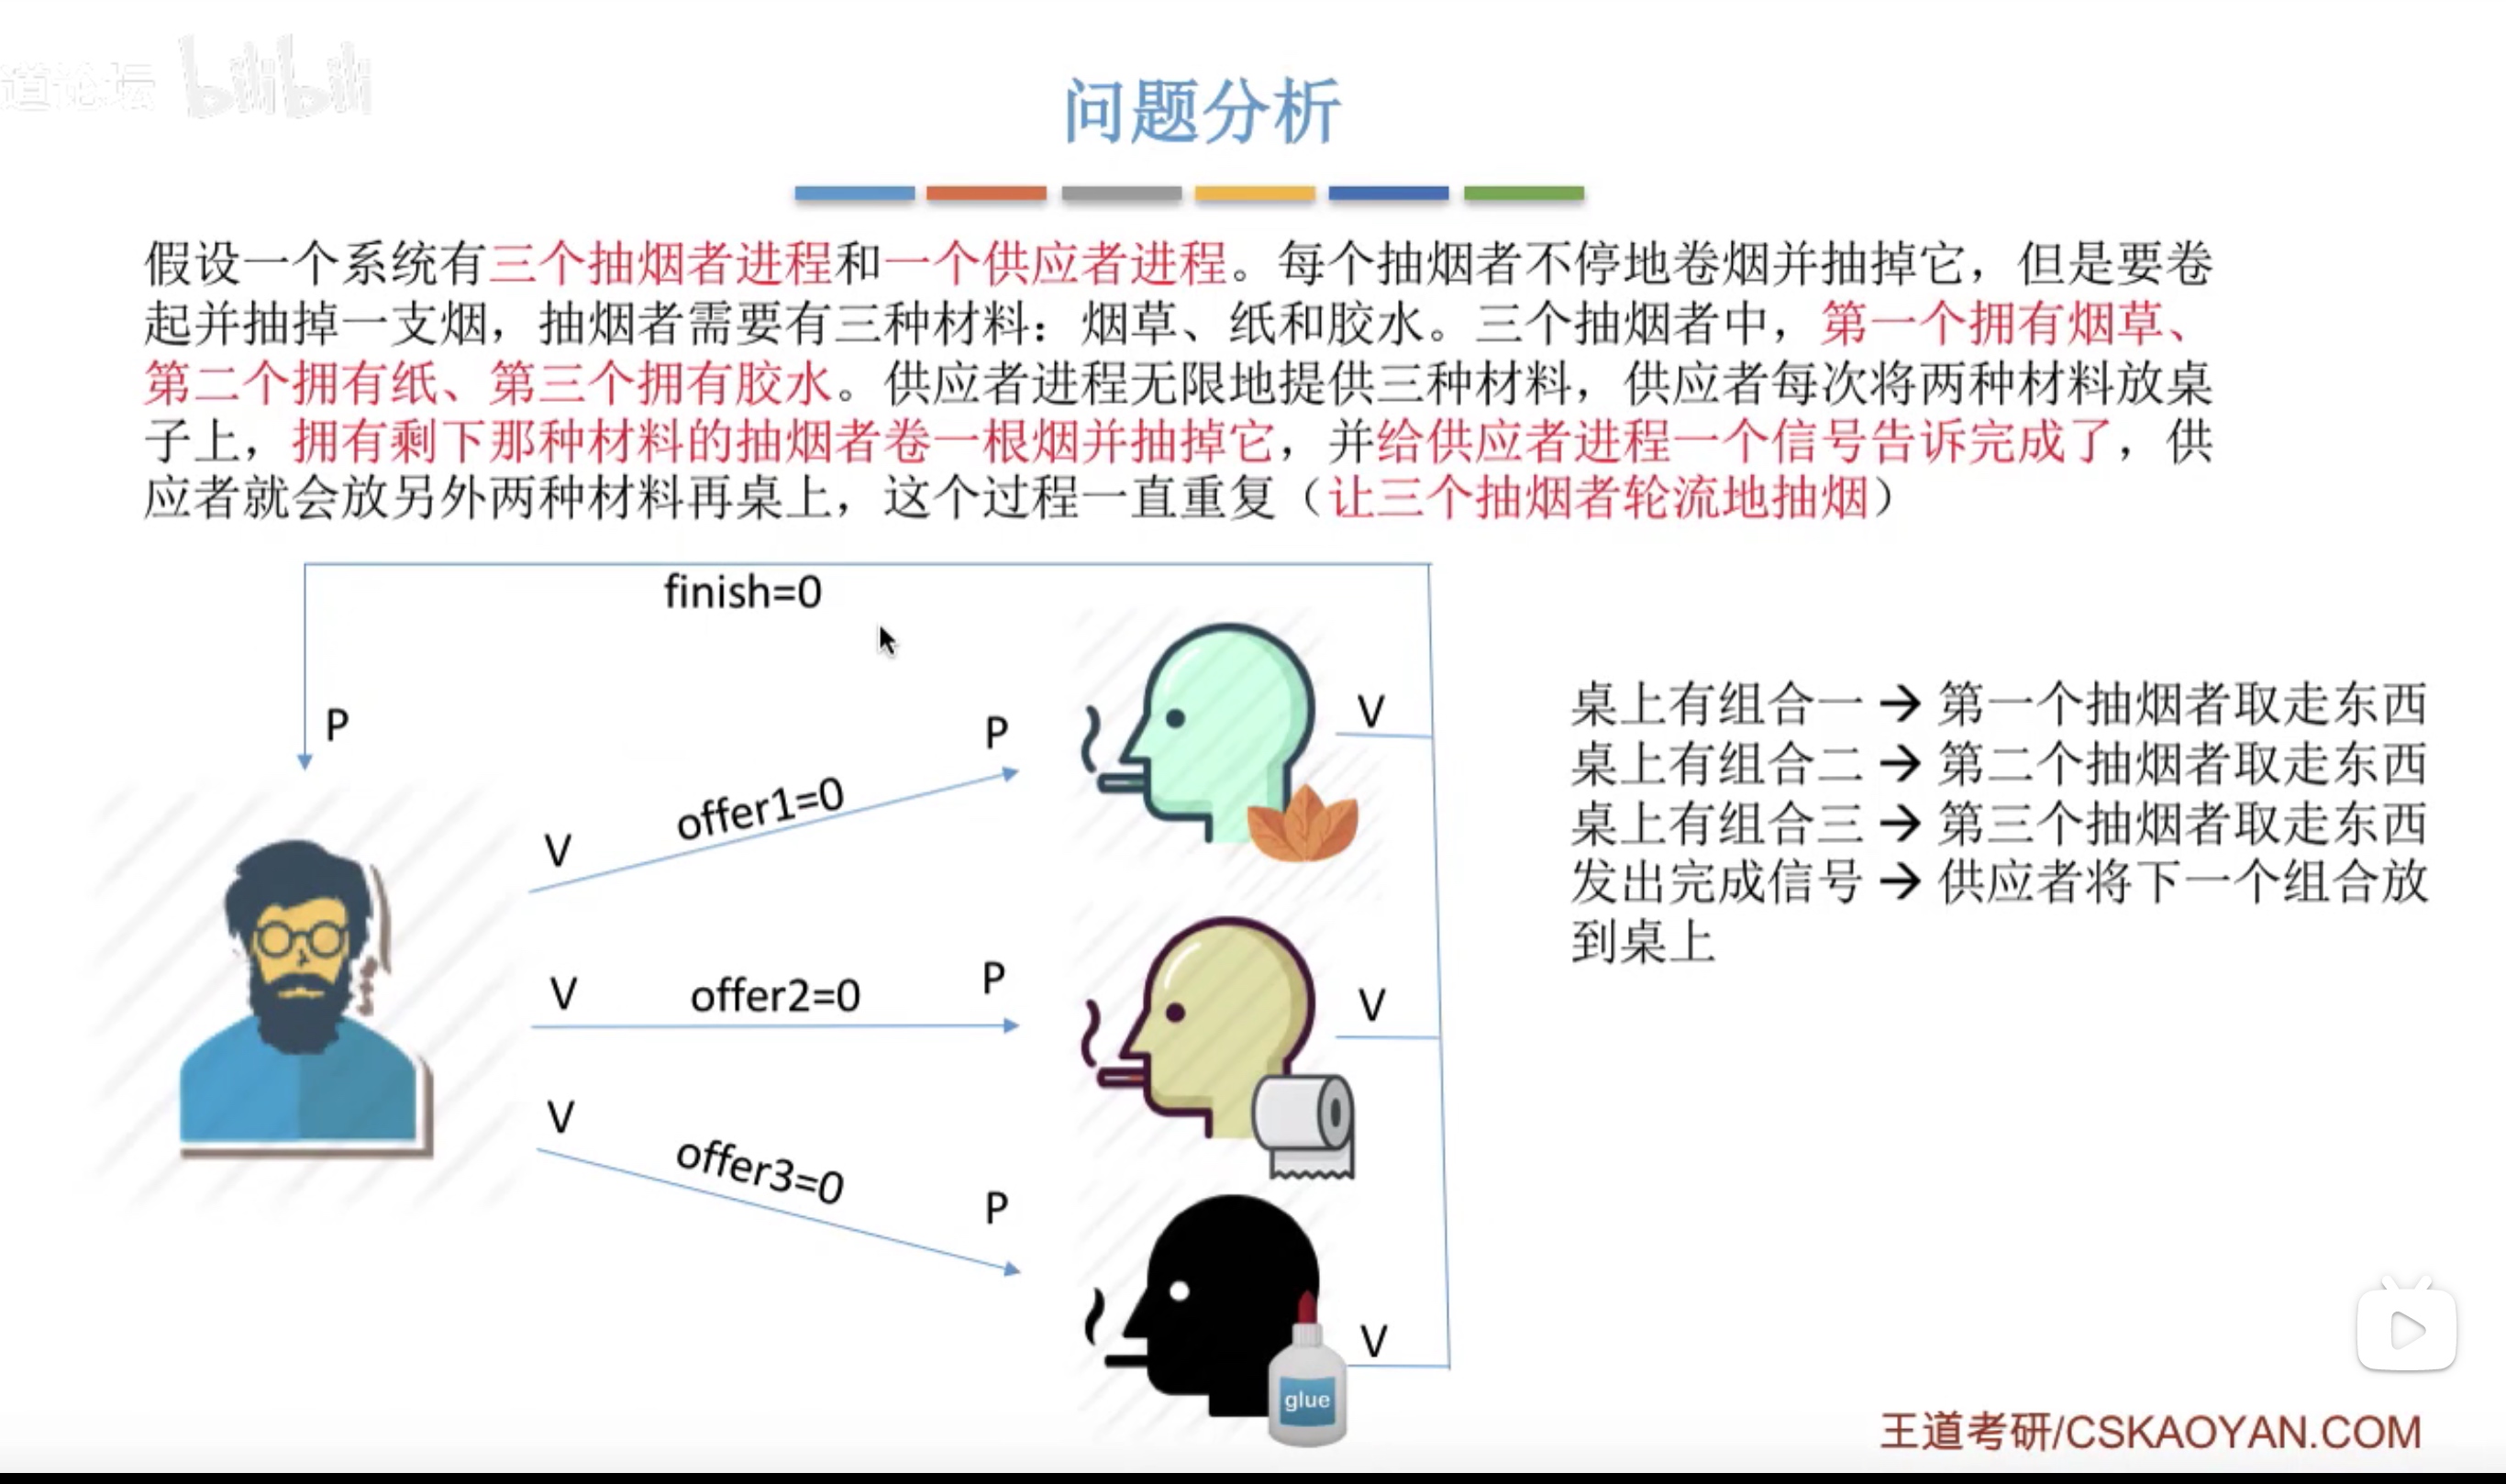 道论坛 bilibili
问题分析
假设一个系统有三个抽烟者进程和一个供应者进程。每个抽烟者不停地卷烟并抽掉它，但是要卷
起并抽掉一支烟，抽烟者需要有三种材料：烟草、纸和胶水。三个抽烟者中，第一个拥有烟草、
第二个拥有纸、第三个拥有胶水。供应者进程无限地提供三种材料，供应者每次将两种材料放桌
子上，拥有剩下那种材料的抽烟者卷一根烟并抽掉它，并给供应者进程一个信号告诉完成了，供
应者就会放另外两种材料再桌上，这个过程一直重复（让三个抽烟者轮流地抽烟）
finish=0
P
V
offer1=0
P
V
V
offer2=0
P
V
V
offer3=0
P
V
glue
桌上有组合一 → 第一个抽烟者取走东西
桌上有组合二 → 第二个抽烟者取走东西
桌上有组合三 → 第三个抽烟者取走东西
发出完成信号 → 供应者将下一个组合放
到桌上
王道考研/CSKAOYAN.COM